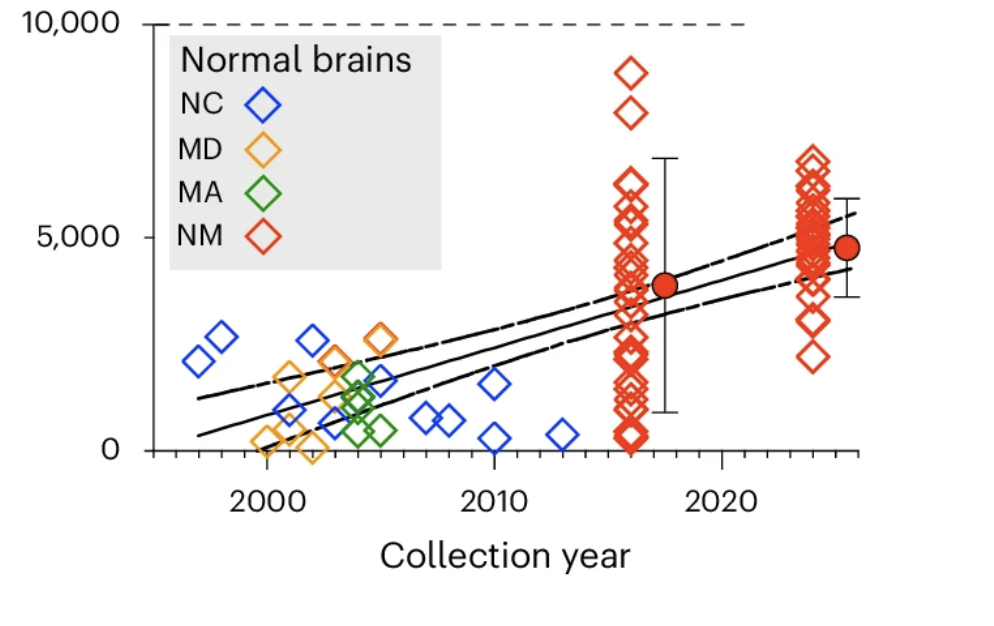 10,000
Normal brains
NC
MD
MA
NM
5,000
0
2000 2010 2020
Collection year